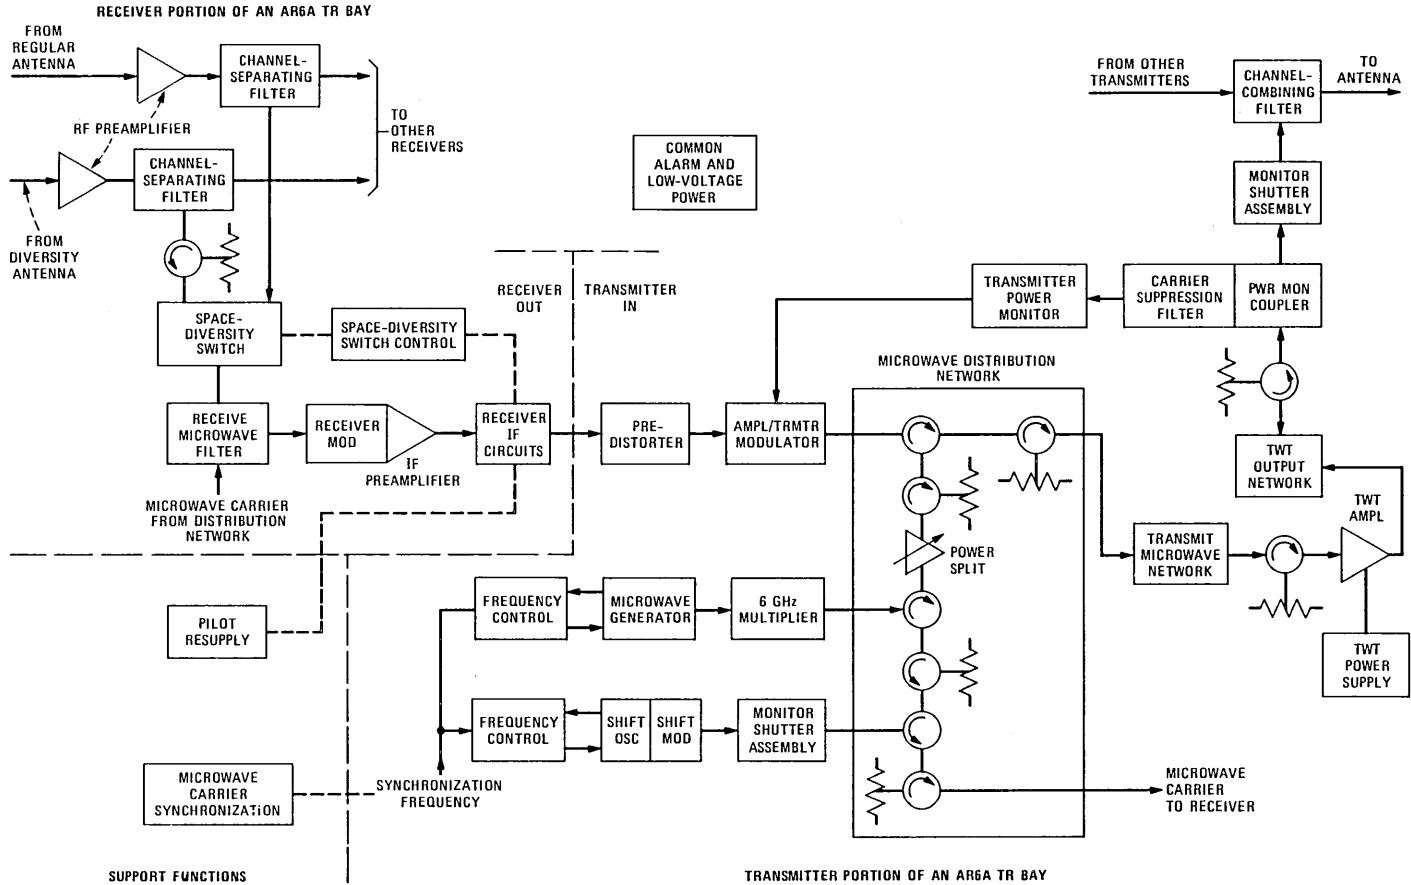 RECEIVER PORTION OF AN AR6A TR BAY
FROM
REGULAR
ANTENNA
CHANNEL-
SEPARATING
FILTER
RF PREAMPLIFIER
TO
OTHER
RECEIVERS
CHANNEL-
SEPARATING
FILTER
FROM
DIVERSITY
ANTENNA
COMMON
ALARM AND
LOW-VOLTAGE
POWER
FROM OTHER
TRANSMITTERS
CHANNEL-
COMBINING
FILTER
TO
ANTENNA
MONITOR
SHUTTER
ASSEMBLY
SPACE-
DIVERSITY
SWITCH
SPACE-DIVERSITY
SWITCH CONTROL
RECEIVER
OUT
TRANSMITTER
IN
TRANSMITTER
POWER
MONITOR
CARRIER
SUPPRESSION
FILTER
PWR MON
COUPLER
MICROWAVE DISTRIBUTION
NETWORK
RECEIVE
MICROWAVE
FILTER
RECEIVER
MOD
IF
PREAMPLIFIER
RECEIVER
IF
CIRCUITS
PRE-
DISTORTER
AMPL/TRMTR
MODULATOR
TWT
OUTPUT
NETWORK
MICROWAVE CARRIER
FROM DISTRIBUTION
NETWORK
TWT
AMPL
POWER
SPLIT
TRANSMIT
MICROWAVE
NETWORK
PILOT
RESUPPLY
FREQUENCY
CONTROL
MICROWAVE
GENERATOR
6 GHz
MULTIPLIER
TWT
POWER
SUPPLY
FREQUENCY
CONTROL
SHIFT
OSC
SHIFT
MOD
MONITOR
SHUTTER
ASSEMBLY
MICROWAVE
CARRIER
SYNCHRONIZATION
SYNCHRONIZATION
FREQUENCY
MICROWAVE
CARRIER
TO RECEIVER
SUPPORT FUNCTIONS
TRANSMITTER PORTION OF AN AR6A TR BAY